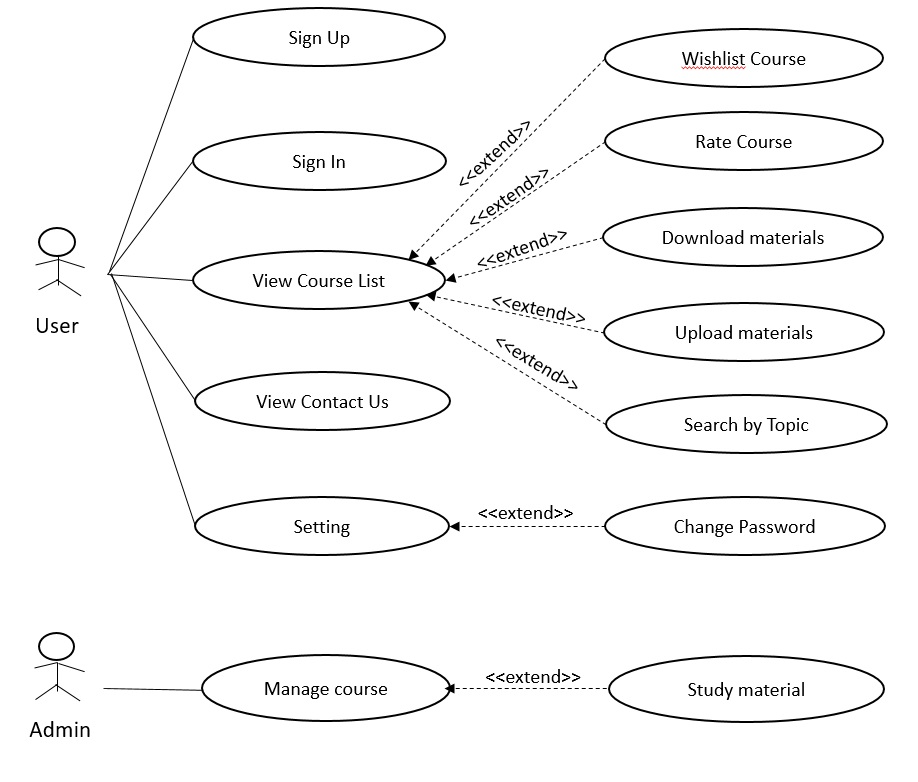 Sign Up
Wishlist Course
<<extend>>
Rate Course
Sign In
<<extend>>
Download materials
<<extend>>
View Course List
User
<<extend>>
Upload materials
<<extend>>
View Contact Us
Search by Topic
Setting
<<extend>>
Change Password
Admin
Manage course
<<extend>>
Study material